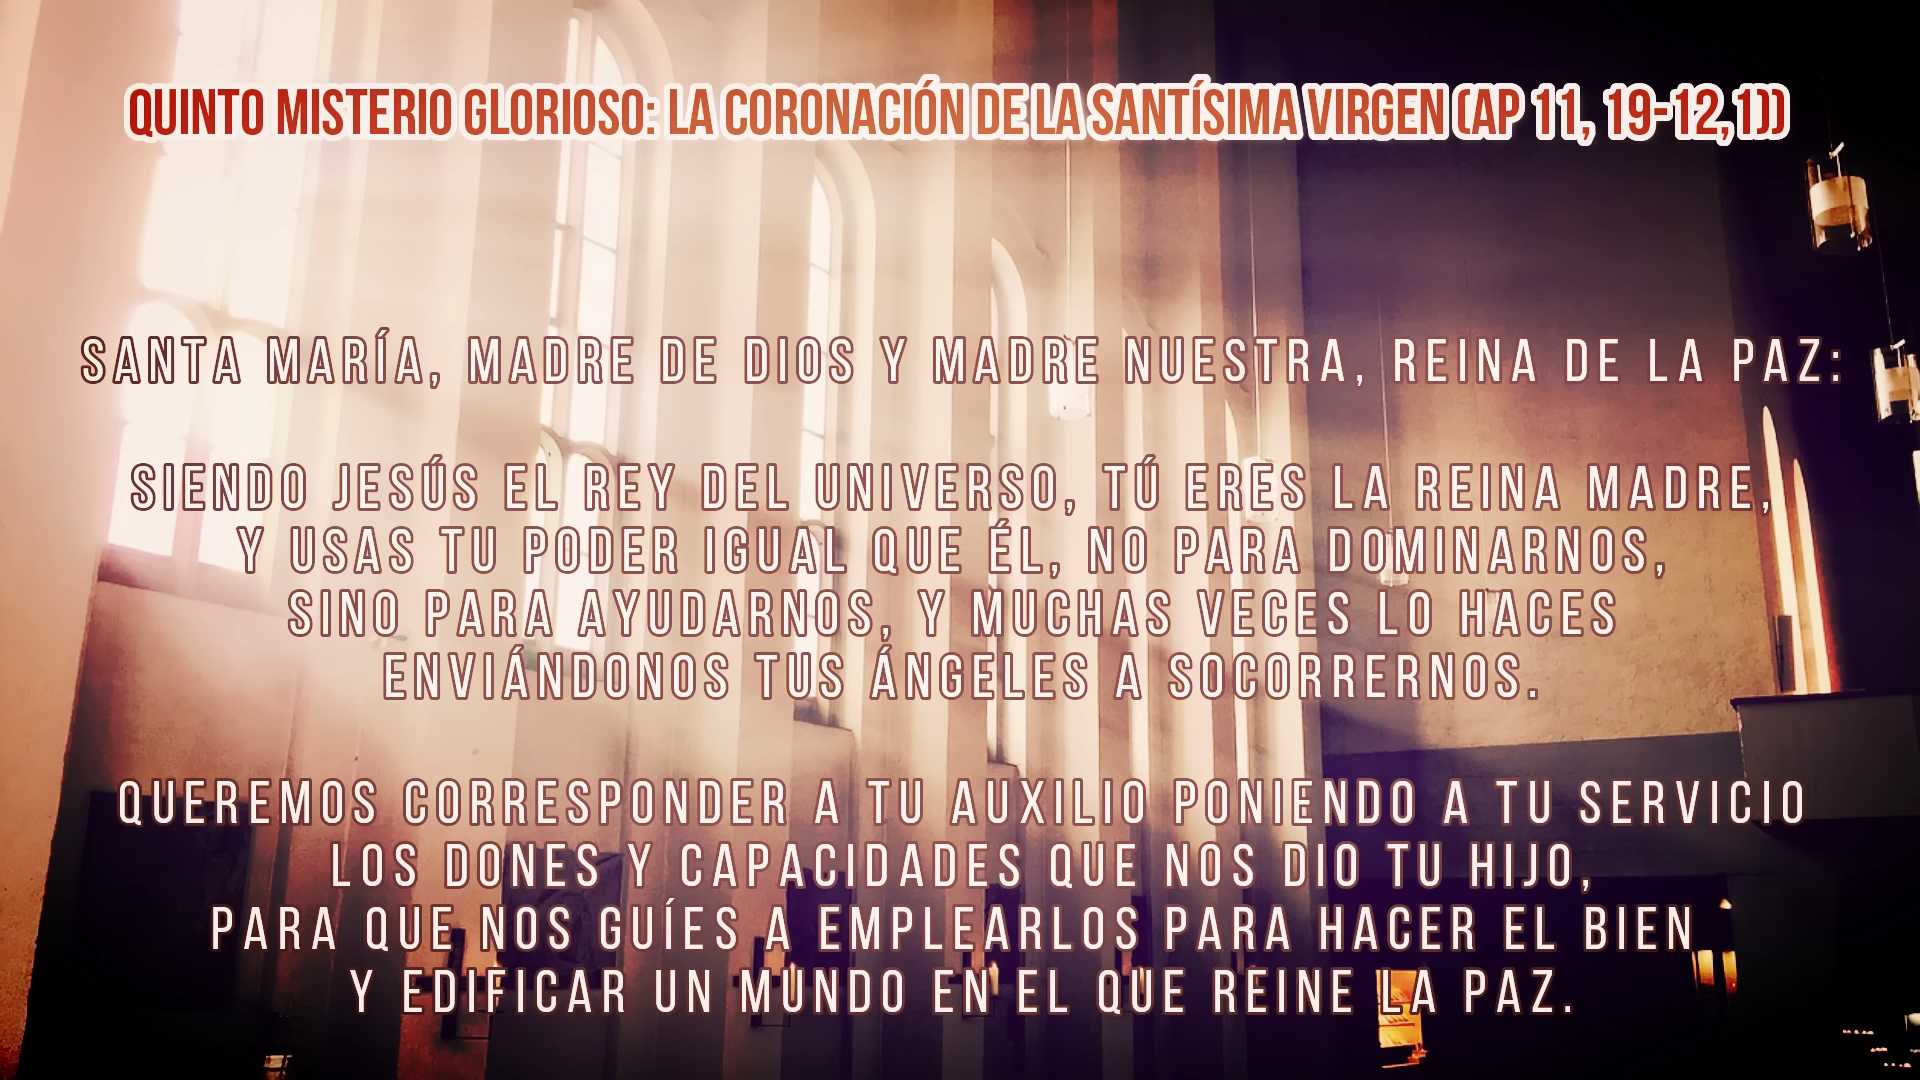 QUINTO MISTERIO GLORIOSO: LA CORONACIÓN DE LA SANTÍSIMA VIRGEN (AP 11, 19-12,1))
SANTA MARÍA, MADRE DE DIOS Y MADRE NUESTRA, REINA DE LA PAZ:
SIENDO JESÚS EL REY DEL UNIVERSO, TÚ ERES LA REINA MADRE,
Y USAS TU PODER IGUAL QUE ÉL, NO PARA DOMINARNOS,
SINO PARA AYUDARNOS, Y MUCHAS VECES LO HACES
ENVIÁNDONOS TUS ÁNGELES A SOCORRERNOS.
QUEREMOS CORRESPONDER A TU AUXILIO PONIENDO A TU SERVICIO
LOS DONES Y CAPACIDADES QUE NOS DIO TU HIJO,
PARA QUE NOS GUÍES A EMPLEARLOS PARA HACER EL BIEN
Y EDIFICAR UN MUNDO EN EL QUE REINE LA PAZ.